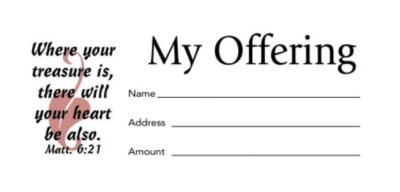 Where your
treasure is,
there will
your heart
be also.
Matt. 6:21
My Offering
Name
Address
Amount